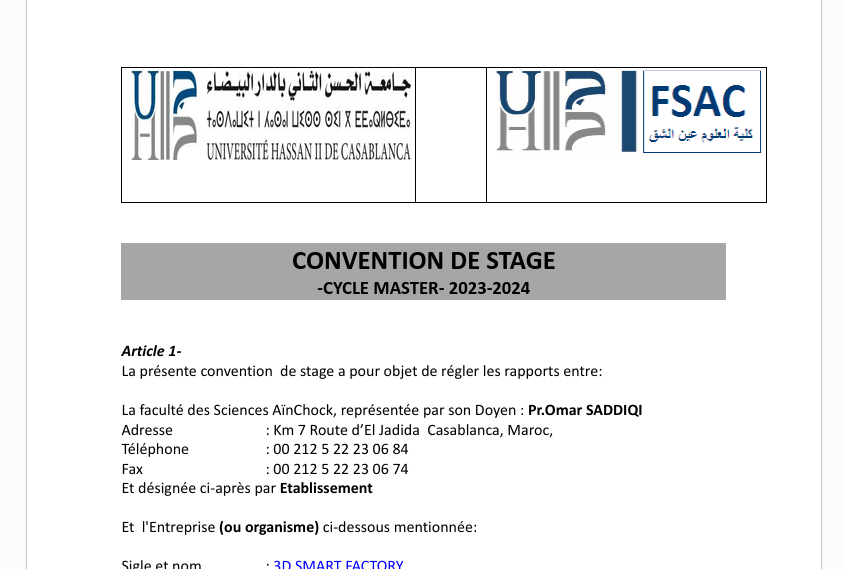 جامعة الحسن الثاني بالدار البيضاء
ⵜⴰⵙⴷⴰⵡⵉⵜ ⵏ ⵍⵃⴰⵙⴰⵏ ⵡⵉⵙⵙ ⵙⵉⵏ ⴳ
UNIVERSITÉ HASSAN II DE CASABLANCA
UH
FSAC
كلية العلوم عين الشق
CONVENTION DE STAGE
-CYCLE MASTER- 2023-2024
Article 1-
La présente convention de stage a pour objet de régler les rapports entre:
La faculté des Sciences AïnChock, représentée par son Doyen : Pr.Omar SADDIQI
Adresse : Km 7 Route d’El Jadida Casablanca, Maroc,
Téléphone : 00 212 5 22 23 06 84
Fax : 00 212 5 22 23 06 74
Et désignée ci-après par Etablissement
Et l'Entreprise (ou organisme) ci-dessous mentionnée:
Sigle et nom : 3D SMART FACTORY